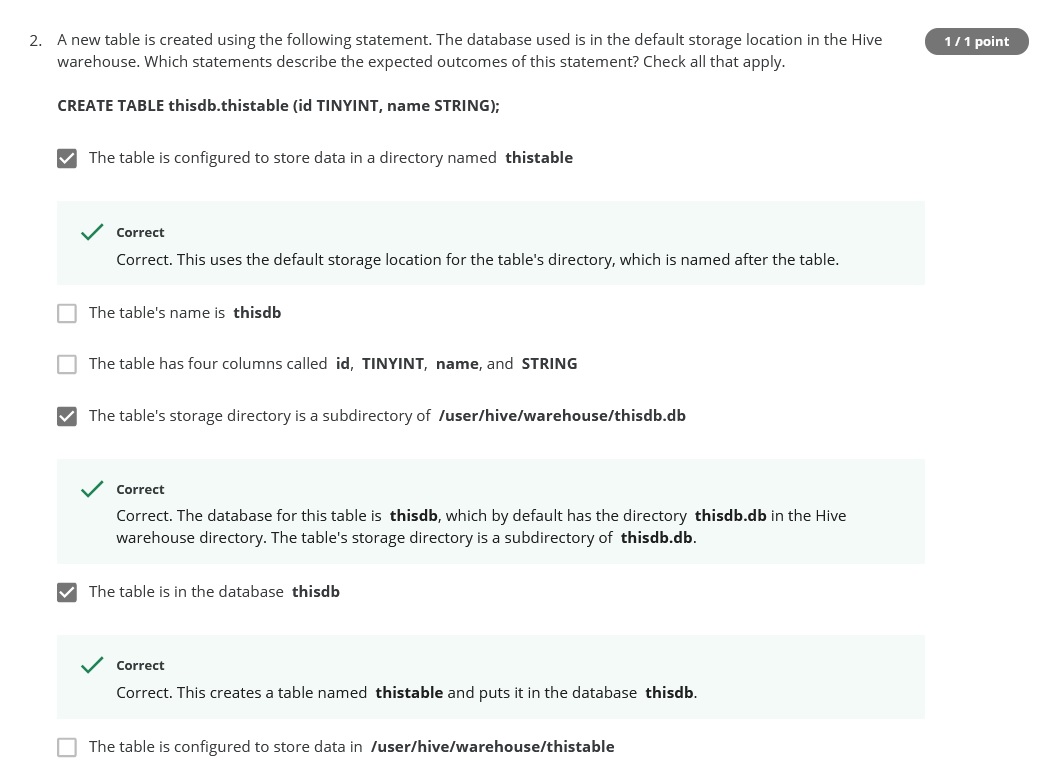 2. A new table is created using the following statement. The database used is in the default storage location in the Hive
1 / 1 point
warehouse. Which statements describe the expected outcomes of this statement? Check all that apply.
CREATE TABLE thisdb.thistable (id TINYINT, name STRING);
The table is configured to store data in a directory named thistable
Correct
Correct. This uses the default storage location for the table's directory, which is named after the table.
The table's name is thisdb
The table has four columns called id, TINYINT, name, and STRING
The table's storage directory is a subdirectory of /user/hive/warehouse/thisdb.db
Correct
Correct. The database for this table is thisdb, which by default has the directory thisdb.db in the Hive
warehouse directory. The table's storage directory is a subdirectory of thisdb.db.
The table is in the database thisdb
Correct
Correct. This creates a table named thistable and puts it in the database thisdb.
The table is configured to store data in /user/hive/warehouse/thistable